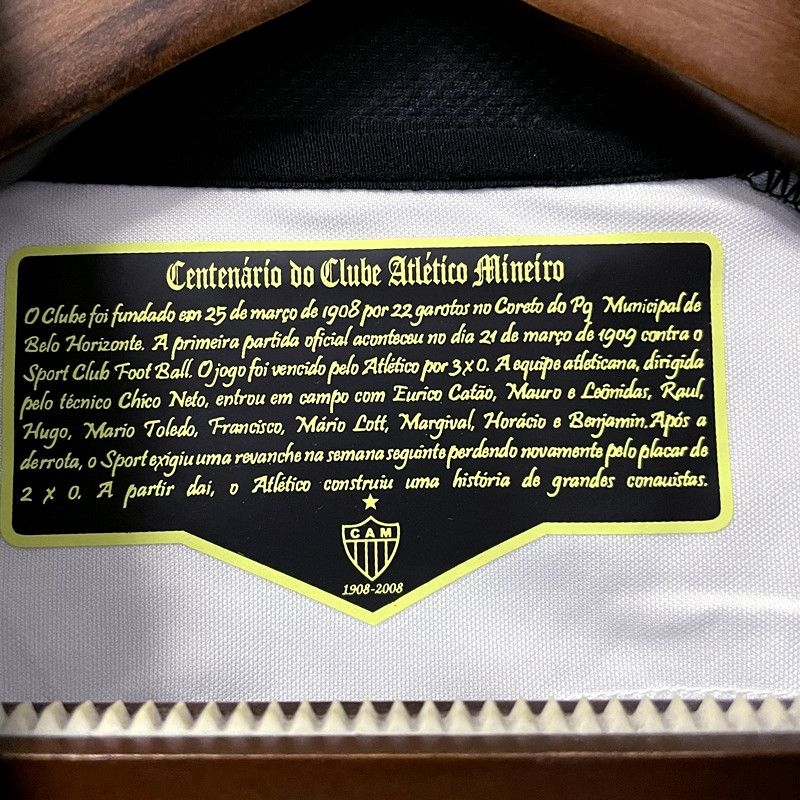 Centenário do Clube Atlético Mineiro
O Clube foi fundado em 25 de março de 1908 por 22 garotos no Coreto do Pq Municipal de
Belo Horizonte. A primeira partida oficial aconteceu no dia 21 de março de 1909 contra o
Sport Club Foot Ball. O jogo foi vencido pelo Atlético por 3 x 0. A equipe atleticana, dirigida
pelo técnico Chico Neto, entrou em campo com Eurico Catão, Mauro e Leônidas, Raul,
Hugo, Mario Toledo, Francisco, Mário Lott, Margival, Horácio e Benjamin. Após a
derrota, o Sport exigiu uma revanche na semana seguinte perdendo novamente pelo placar de
2 x 0. A partir dai, o Atlético construiu uma história de grandes conauistas.
CAM
1908-2008